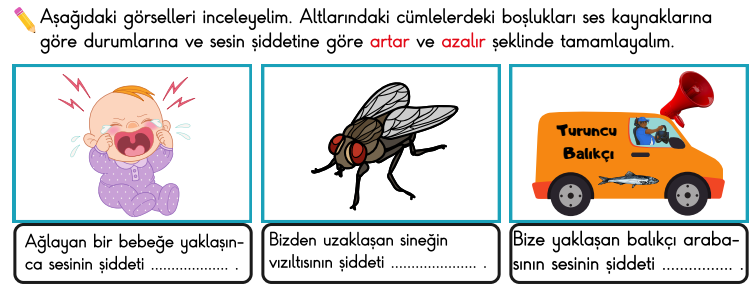 Aşağıdaki görselleri inceleyelim. Altlarındaki cümlelerdeki boşlukları ses kaynaklarına
göre durumlarına ve sesin şiddetine göre artar ve azalır şeklinde tamamlayalım.
Turuncu
Balıkçı
Ağlayan bir bebeğe yaklaşın-
ca sesinin şiddeti ................... .
Bizden uzaklaşan sineğin
vızıltısının şiddeti ..................... .
Bize yaklaşan balıkçı araba-
sının sesinin şiddeti ................. .